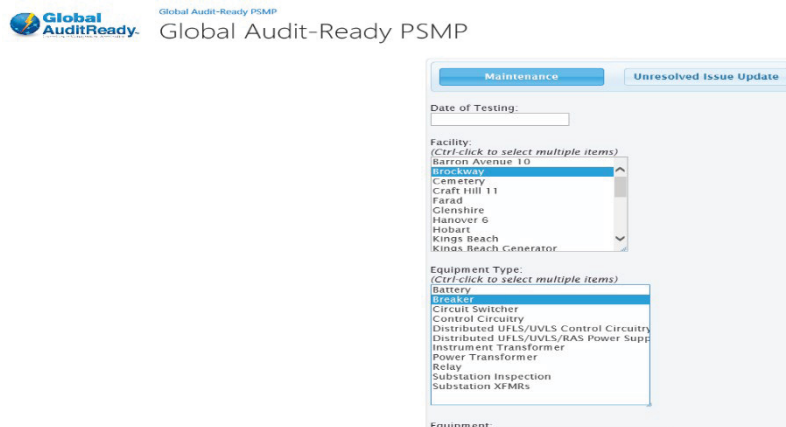 Global
AuditReady™
Global Audit-Ready PSMP
Global Audit-Ready PSMP
Maintenance
Unresolved Issue Update
Date of Testing:
Facility:
(Ctrl-click to select multiple items)
Barron Avenue 10
Brockway
Cemetery
Craft Hill 11
Farad
Glenshire
Hanover 6
Hobart
Kings Beach
Kings Beach Generator
Equipment Type:
(Ctrl-click to select multiple items)
Battery
Breaker
Circuit Switcher
Control Circuitry
Distributed UFLS/UVLS Control Circuitry
Distributed UFLS/UVLS/RAS Power Supp
Instrument Transformer
Power Transformer
Relay
Substation Inspection
Substation XFMRs
Equipment: